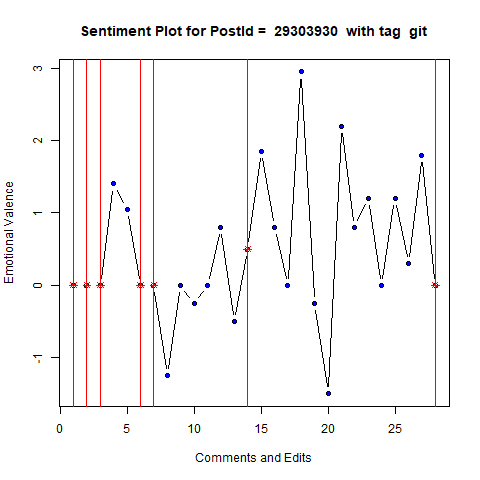 Sentiment Plot for PostId = 29303930 with tag git
3
2
1
0
-1
Emotional Valence
0 5 10 15 20 25
Comments and Edits